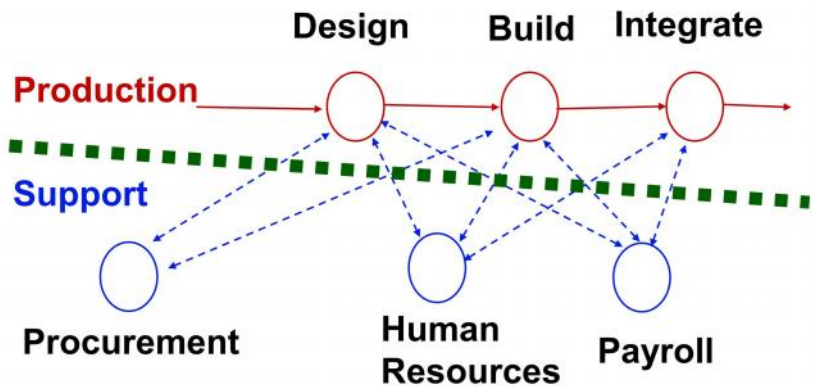 Design
Build
Integrate
Production
Support
Procurement
Human
Resources
Payroll